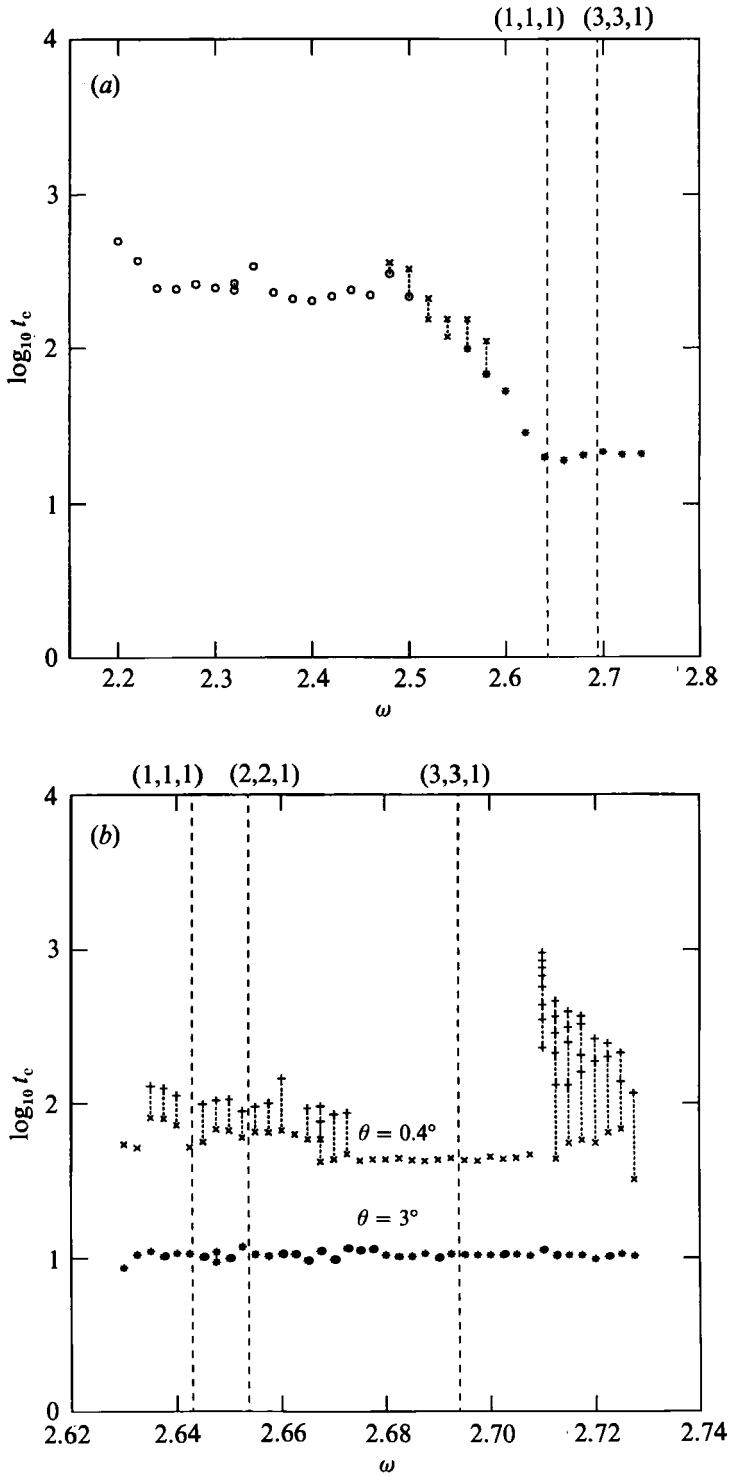 (1,1,1) (3,3,1)
4
(a)
3
log₁₀ t_c
2
1
0
2.2 2.3 2.4 2.5 2.6 2.7 2.8
ω
(1,1,1) (2,2,1) (3,3,1)
4
(b)
3
log₁₀ t_c
2
θ = 0.4°
θ = 3°
1
0
2.62 2.64 2.66 2.68 2.70 2.72 2.74
ω